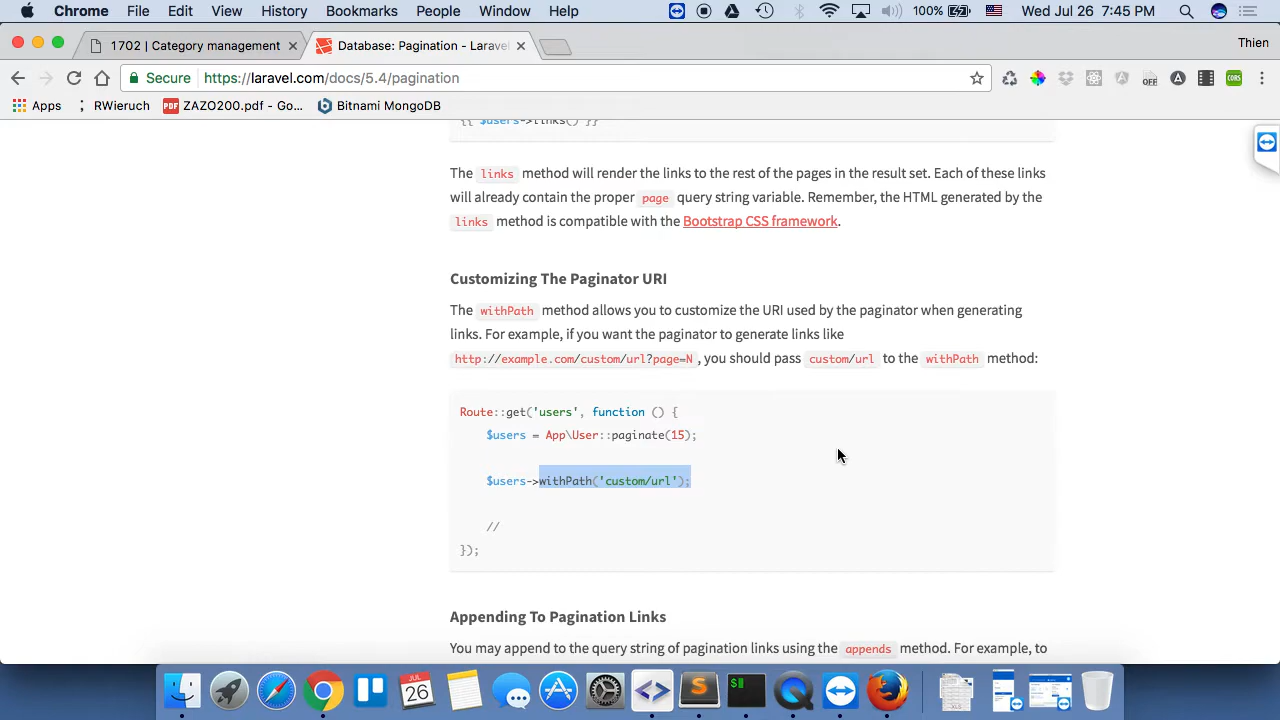 Chrome File Edit View History Bookmarks People Window Help 100% Wed Jul 26 7:45 PM
1702 | Category management Database: Pagination - Larave Thien
Secure https://laravel.com/docs/5.4/pagination OFF CORS
Apps RWieruch PDF ZAZO200.pdf - Go... Bitnami MongoDB
{{ $users->links() }}
The links method will render the links to the rest of the pages in the result set. Each of these links
will already contain the proper page query string variable. Remember, the HTML generated by the
links method is compatible with the Bootstrap CSS framework.
Customizing The Paginator URI
The withPath method allows you to customize the URI used by the paginator when generating
links. For example, if you want the paginator to generate links like
http://example.com/custom/url?page=N , you should pass custom/url to the withPath method:
Route::get('users', function () {
$users = App\User::paginate(15);
$users->withPath('custom/url');
//
});
Appending To Pagination Links
You may append to the query string of pagination links using the appends method. For example, to
JUL
26
XLS